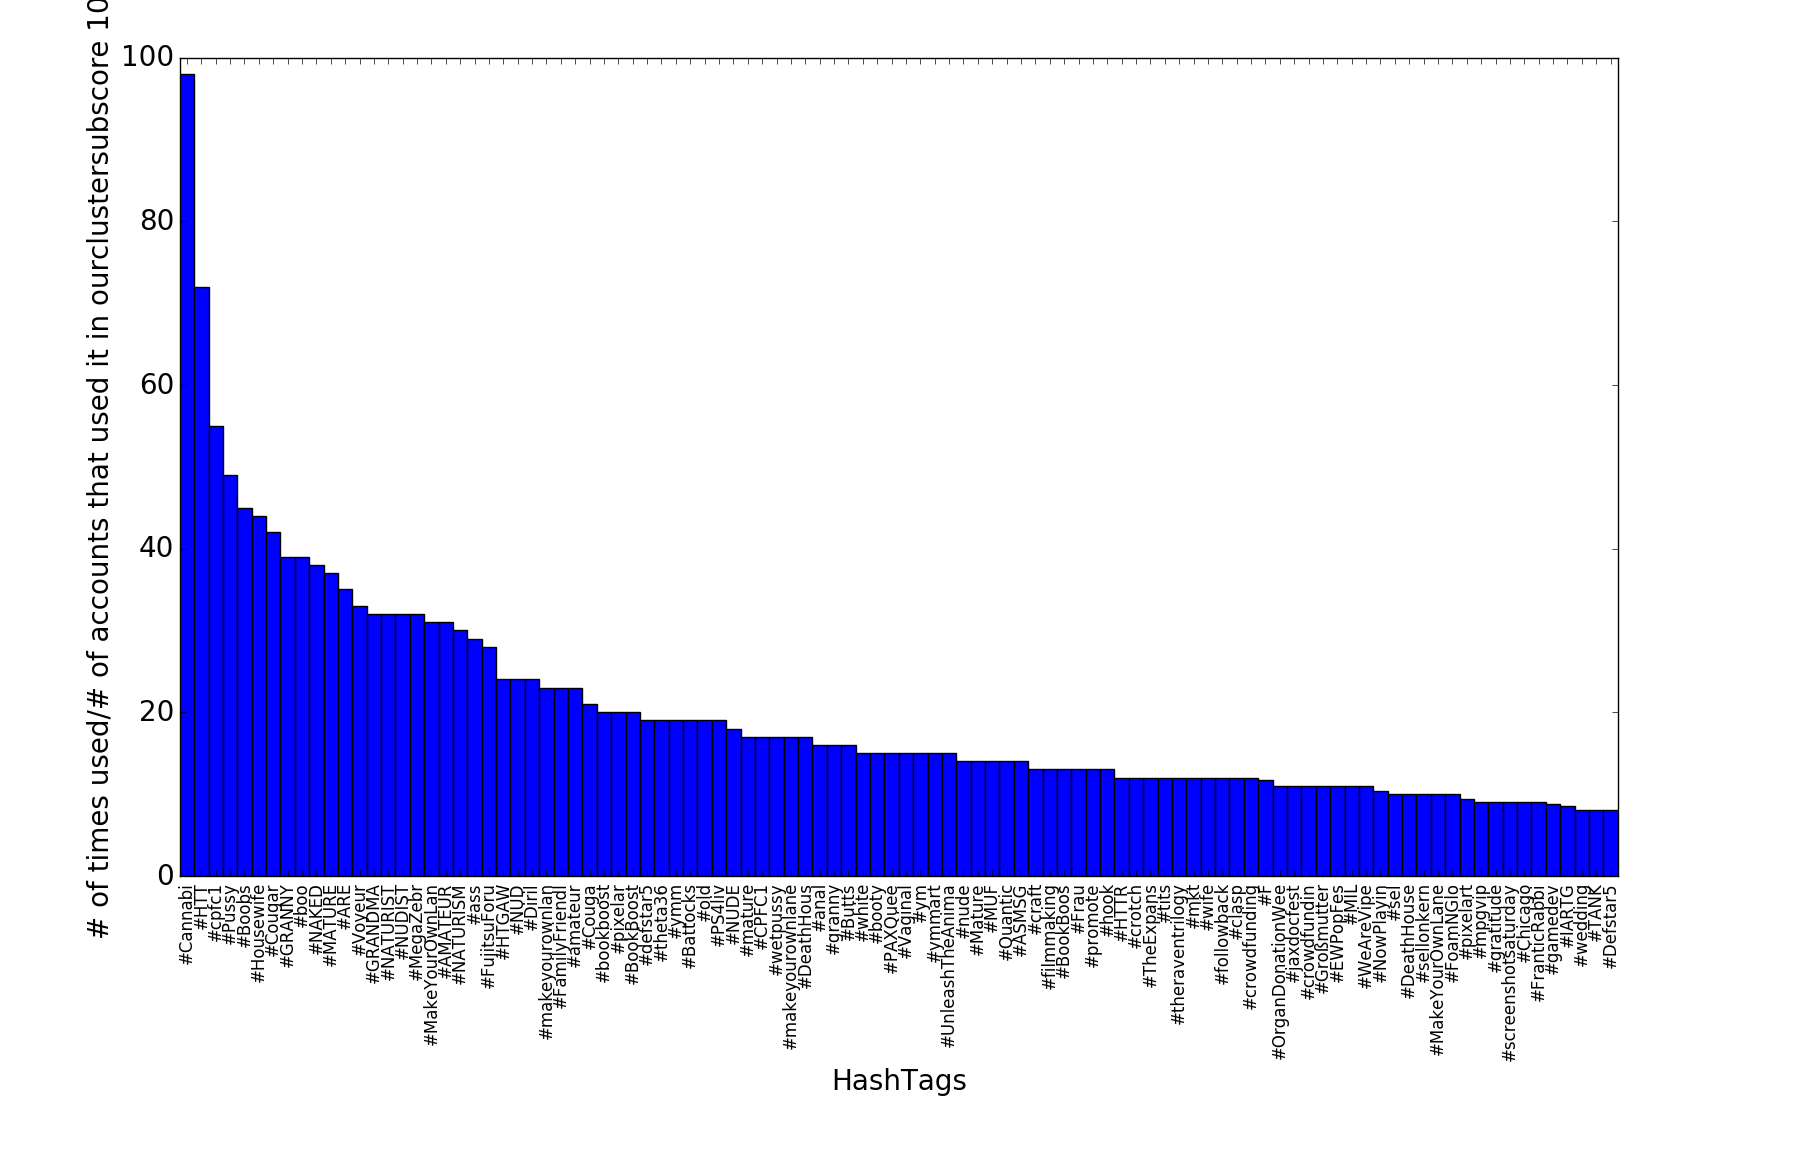 # of times used/# of accounts that used it in ourclustersubscore 10
100
80
60
40
20
0
#Cannabi
#HTT
#cpfc1
#Pussy
#Boobs
#Housewife
#Cougar
#GRANNY
#boo
#NAKED
#MATURE
#ARE
#Voyeur
#GRANDMA
#NATURIST
#NUDIST
#MegaZebr
#MakeYourOwnLan
#AMATEUR
#NATURISM
#ass
#FujitsuForu
#HTGAW
#NUD
#Diril
#makeyourownlan
#FamilyFriendl
#amateur
#Couga
#bookboost
#pixelar
#BookBoost
#defstar5
#theta36
#ymm
#Battocks
#old
#PS4liv
#NUDE
#mature
#CPFC1
#wetpussy
#makeyourownlane
#DeathHous
#anal
#granny
#Butts
#white
#booty
#PAXQuee
#Vaginal
#ym
#ymmart
#UnleashTheAnima
#nude
#Mature
#MUF
#Quantic
#ASMSG
#craft
#filmmaking
#BookBoos
#Frau
#promote
#hook
#HTTR
#crotch
#TheExpans
#tits
#theraventrilogy
#mkt
#wife
#followback
#clasp
#crowdfunding
#F
#OrganDonationWee
#jaxdocfest
#crowdfundin
#Großmutter
#EWPopFes
#MIL
#WeAreVipe
#NowPlayin
#sel
#DeathHouse
#sellonkern
#MakeYourOwnLane
#FoamNGlo
#pixelart
#mpgvip
#gratitude
#screenshotsaturday
#Chicago
#FranticRabbi
#gamedev
#IARTG
#wedding
#TANK
#Defstar5
HashTags